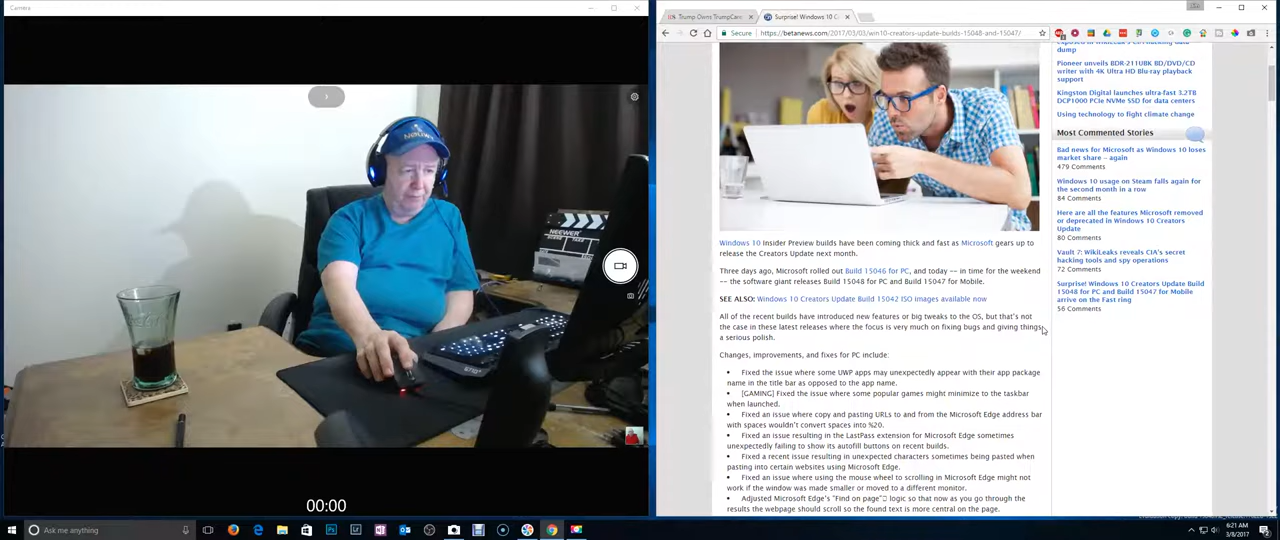 Camera
Trump Owns TrumpCare
Surprise! Windows 10 C
Secure
https://betanews.com/2017/03/03/win10-creators-update-builds-15048-and-15047/
dump
Pioneer unveils BDR-211UBK BD/DVD/CD
writer with 4K Ultra HD Blu-ray playback
support
Kingston Digital launches ultra-fast 3.2TB
DCP1000 PCIe NVMe SSD for data centers
Using technology to fight climate change
Most Commented Stories
Bad news for Microsoft as Windows 10 loses
market share – again
479 Comments
Windows 10 usage on Steam falls again for
the second month in a row
84 Comments
Here are all the features Microsoft removed
or deprecated in Windows 10 Creators
Update
80 Comments
Vault 7: WikiLeaks reveals CIA's secret
hacking tools and spy operations
72 Comments
Surprise! Windows 10 Creators Update Build
15048 for PC and Build 15047 for Mobile
arrive on the Fast ring
56 Comments
Windows 10 Insider Preview builds have been coming thick and fast as Microsoft gears up to
release the Creators Update next month.
Three days ago, Microsoft rolled out Build 15046 for PC, and today -- in time for the weekend
-- the software giant releases Build 15048 for PC and Build 15047 for Mobile.
SEE ALSO: Windows 10 Creators Update Build 15042 ISO images available now
All of the recent builds have introduced new features or big tweaks to the OS, but that's not
the case in these latest releases where the focus is very much on fixing bugs and giving things
a serious polish.
Changes, improvements, and fixes for PC include:
• Fixed the issue where some UWP apps may unexpectedly appear with their app package
name in the title bar as opposed to the app name.
• [GAMING] Fixed the issue where some popular games might minimize to the taskbar
when launched.
• Fixed an issue where copy and pasting URLs to and from the Microsoft Edge address bar
with spaces wouldn't convert spaces into %20.
• Fixed an issue resulting in the LastPass extension for Microsoft Edge sometimes
unexpectedly failing to show its autofill buttons on recent builds.
• Fixed a recent issue resulting in unexpected characters sometimes being pasted when
pasting into certain websites using Microsoft Edge.
• Fixed an issue where using the mouse wheel to scrolling in Microsoft Edge might not
work if the window was made smaller or moved to a different monitor.
• Adjusted Microsoft Edge's "Find on page" logic so that now as you go through the
results the webpage should scroll so the found text is more central on the page.
NEEWER
00:00
Ask me anything
6:21 AM
3/8/2017